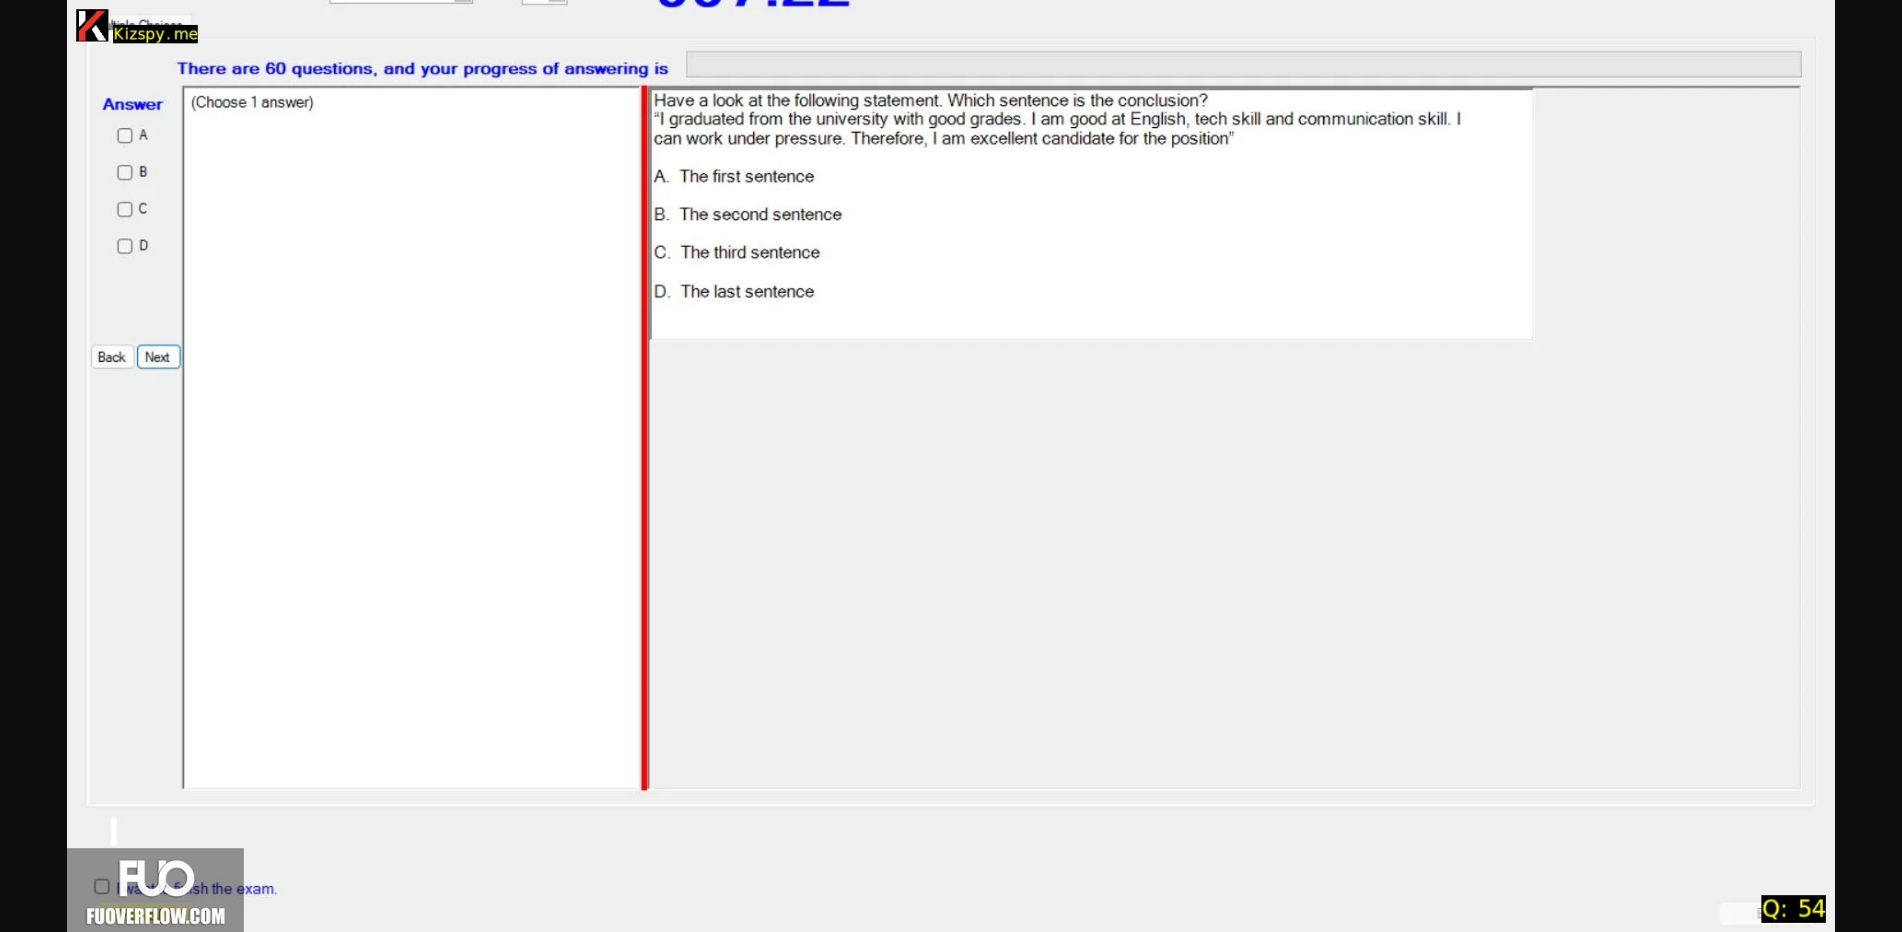 Kizspy.me
There are 60 questions, and your progress of answering is
Answer
A
B
C
D
Back Next
(Choose 1 answer)
Have a look at the following statement. Which sentence is the conclusion?
“I graduated from the university with good grades. I am good at English, tech skill and communication skill. I
can work under pressure. Therefore, I am excellent candidate for the position”
A. The first sentence
B. The second sentence
C. The third sentence
D. The last sentence
FUO
the exam.
FUOVERFLOW.COM
Q: 54